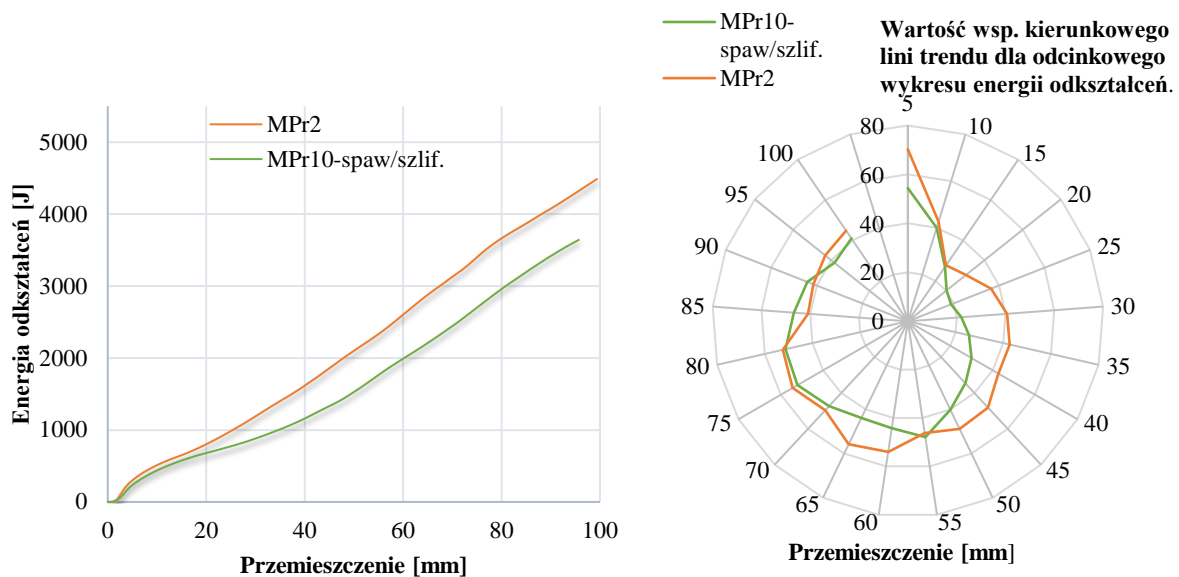 MPr2
MPr10-spaw/szlif.
5000
4000
3000
2000
1000
0
0 20 40 60 80 100
Energia odkształceń [J]
Przemieszczenie [mm]
MPr10-
spaw/szlif.
MPr2
Wartość wsp. kierunkowego
lini trendu dla odcinkowego
wykresu energii odkształceń.
5
10
15
20
25
30
35
40
45
50
55
60
65
70
75
80
85
90
95
100
80
60
40
20
0
Przemieszczenie [mm]